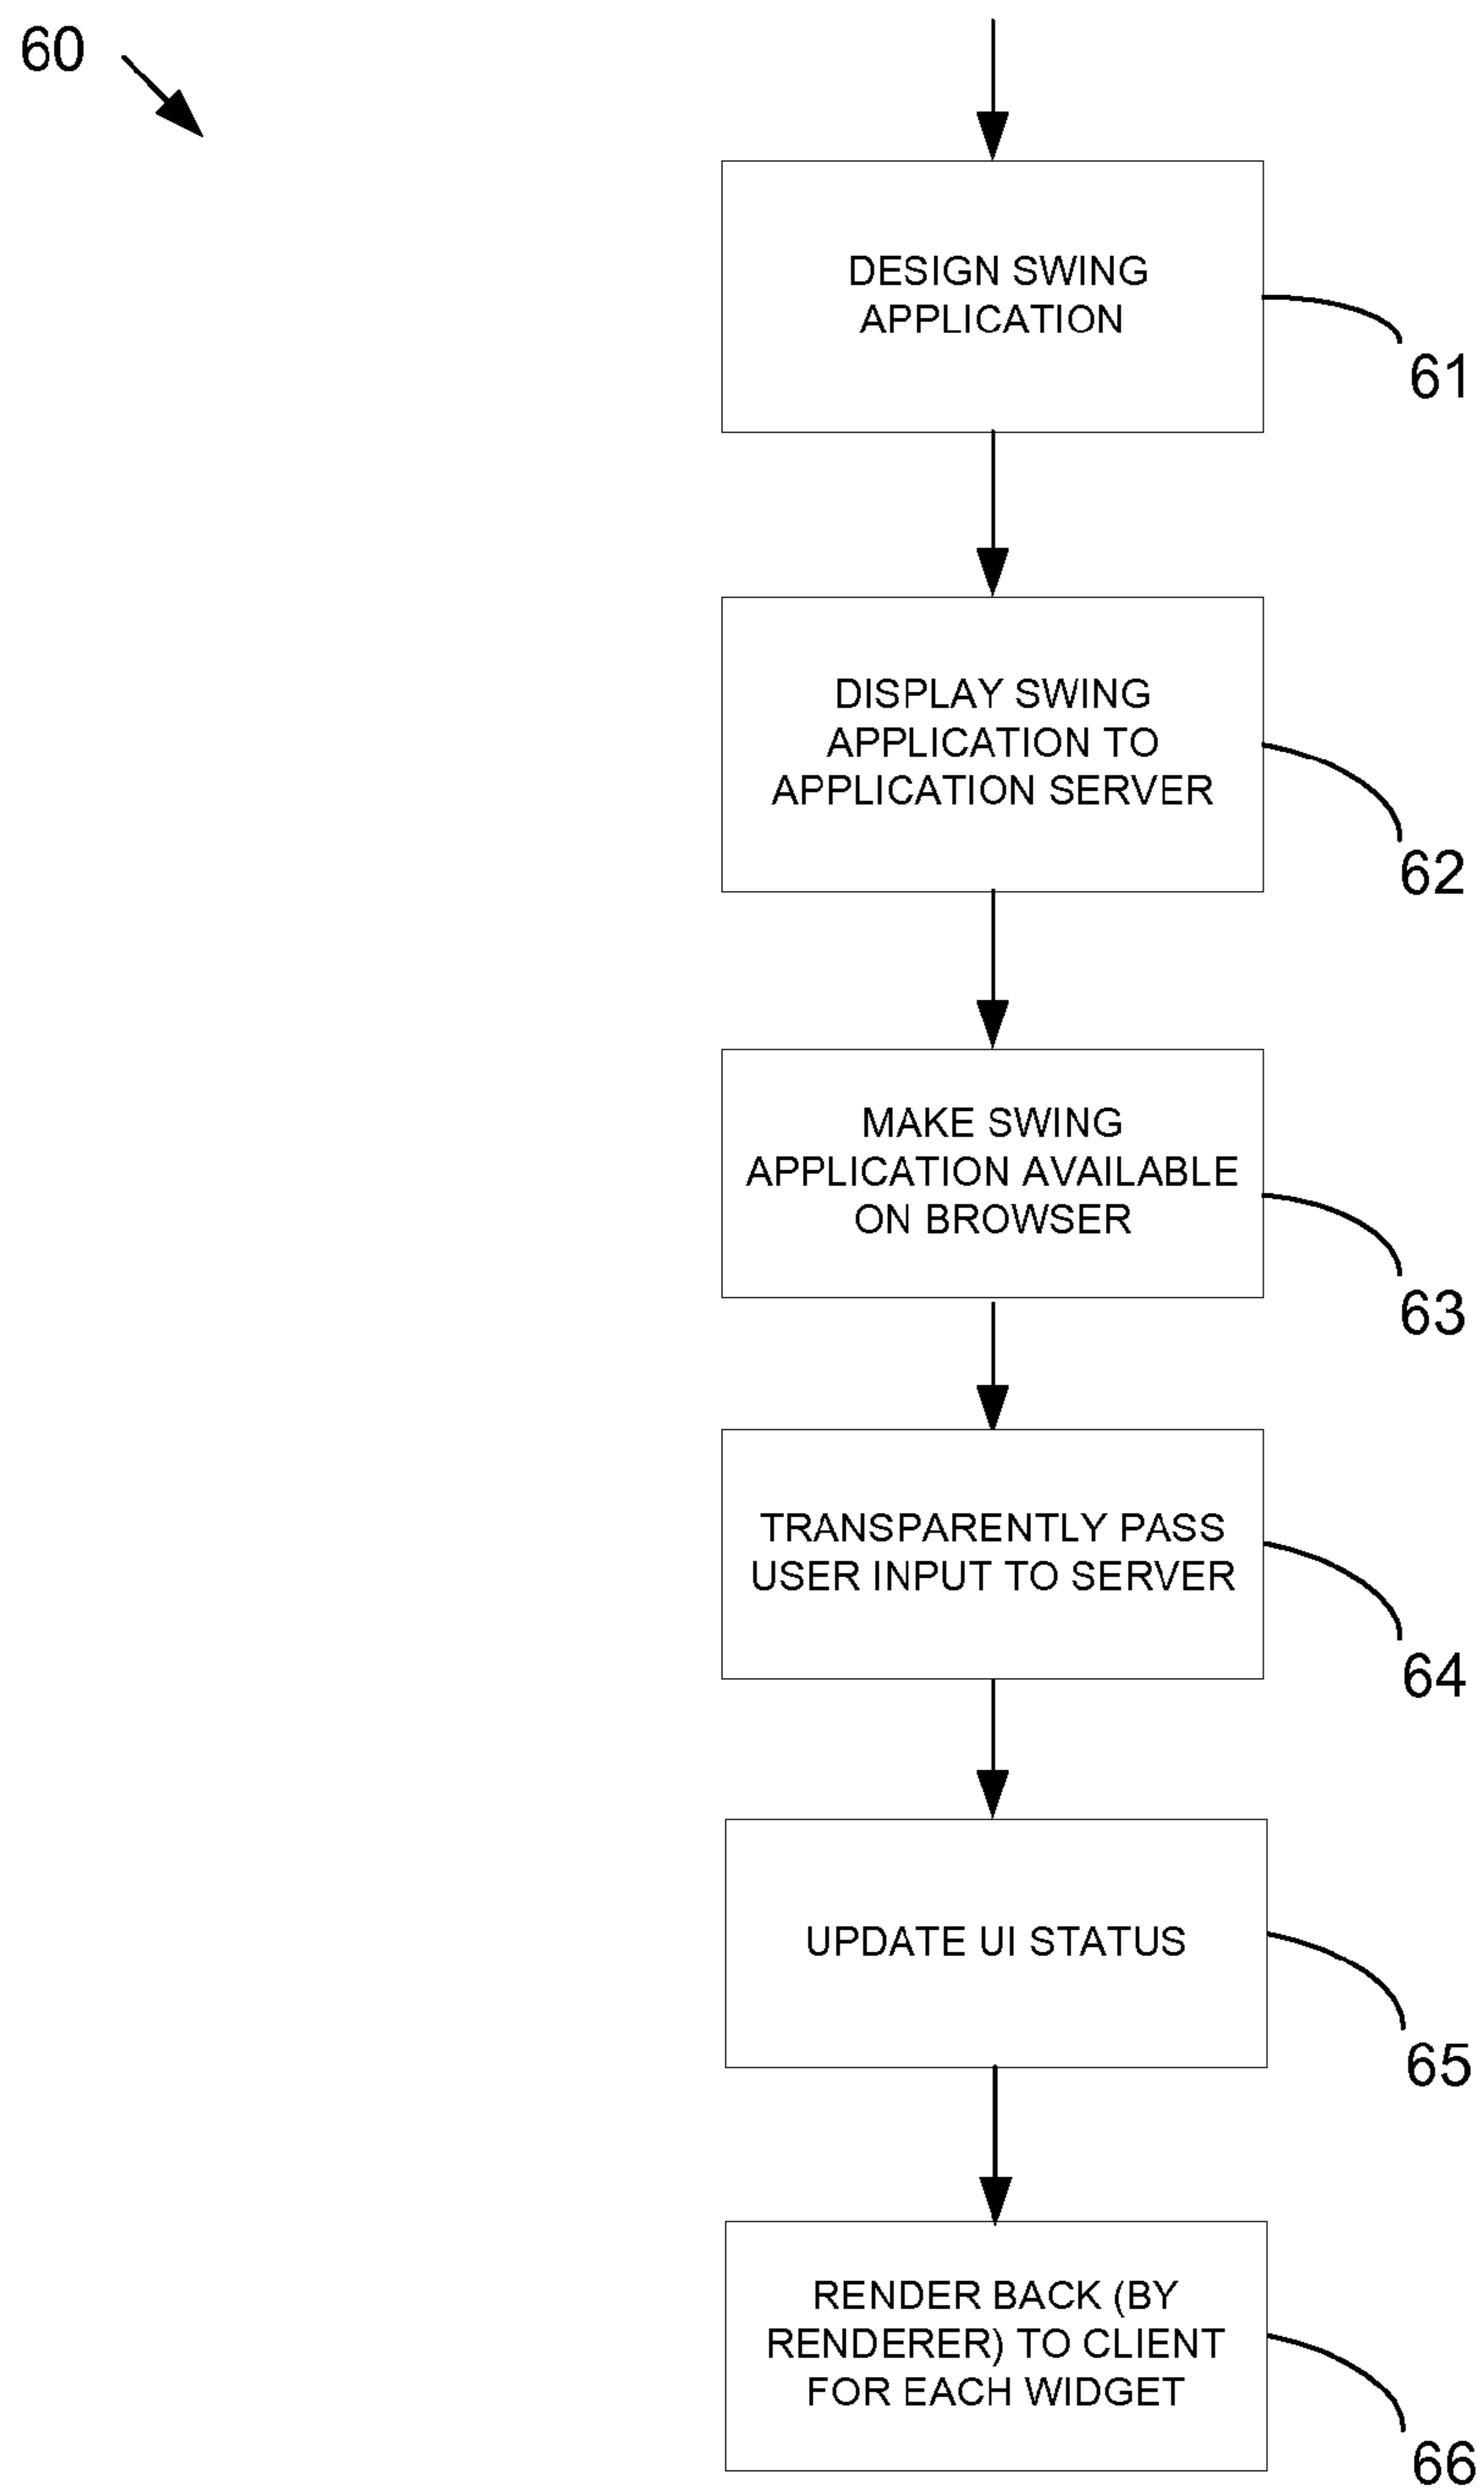 60
DESIGN SWING
APPLICATION
61
DISPLAY SWING
APPLICATION TO
APPLICATION SERVER
62
MAKE SWING
APPLICATION AVAILABLE
ON BROWSER
63
TRANSPARENTLY PASS
USER INPUT TO SERVER
64
UPDATE UI STATUS
65
RENDER BACK (BY
RENDERER) TO CLIENT
FOR EACH WIDGET
66